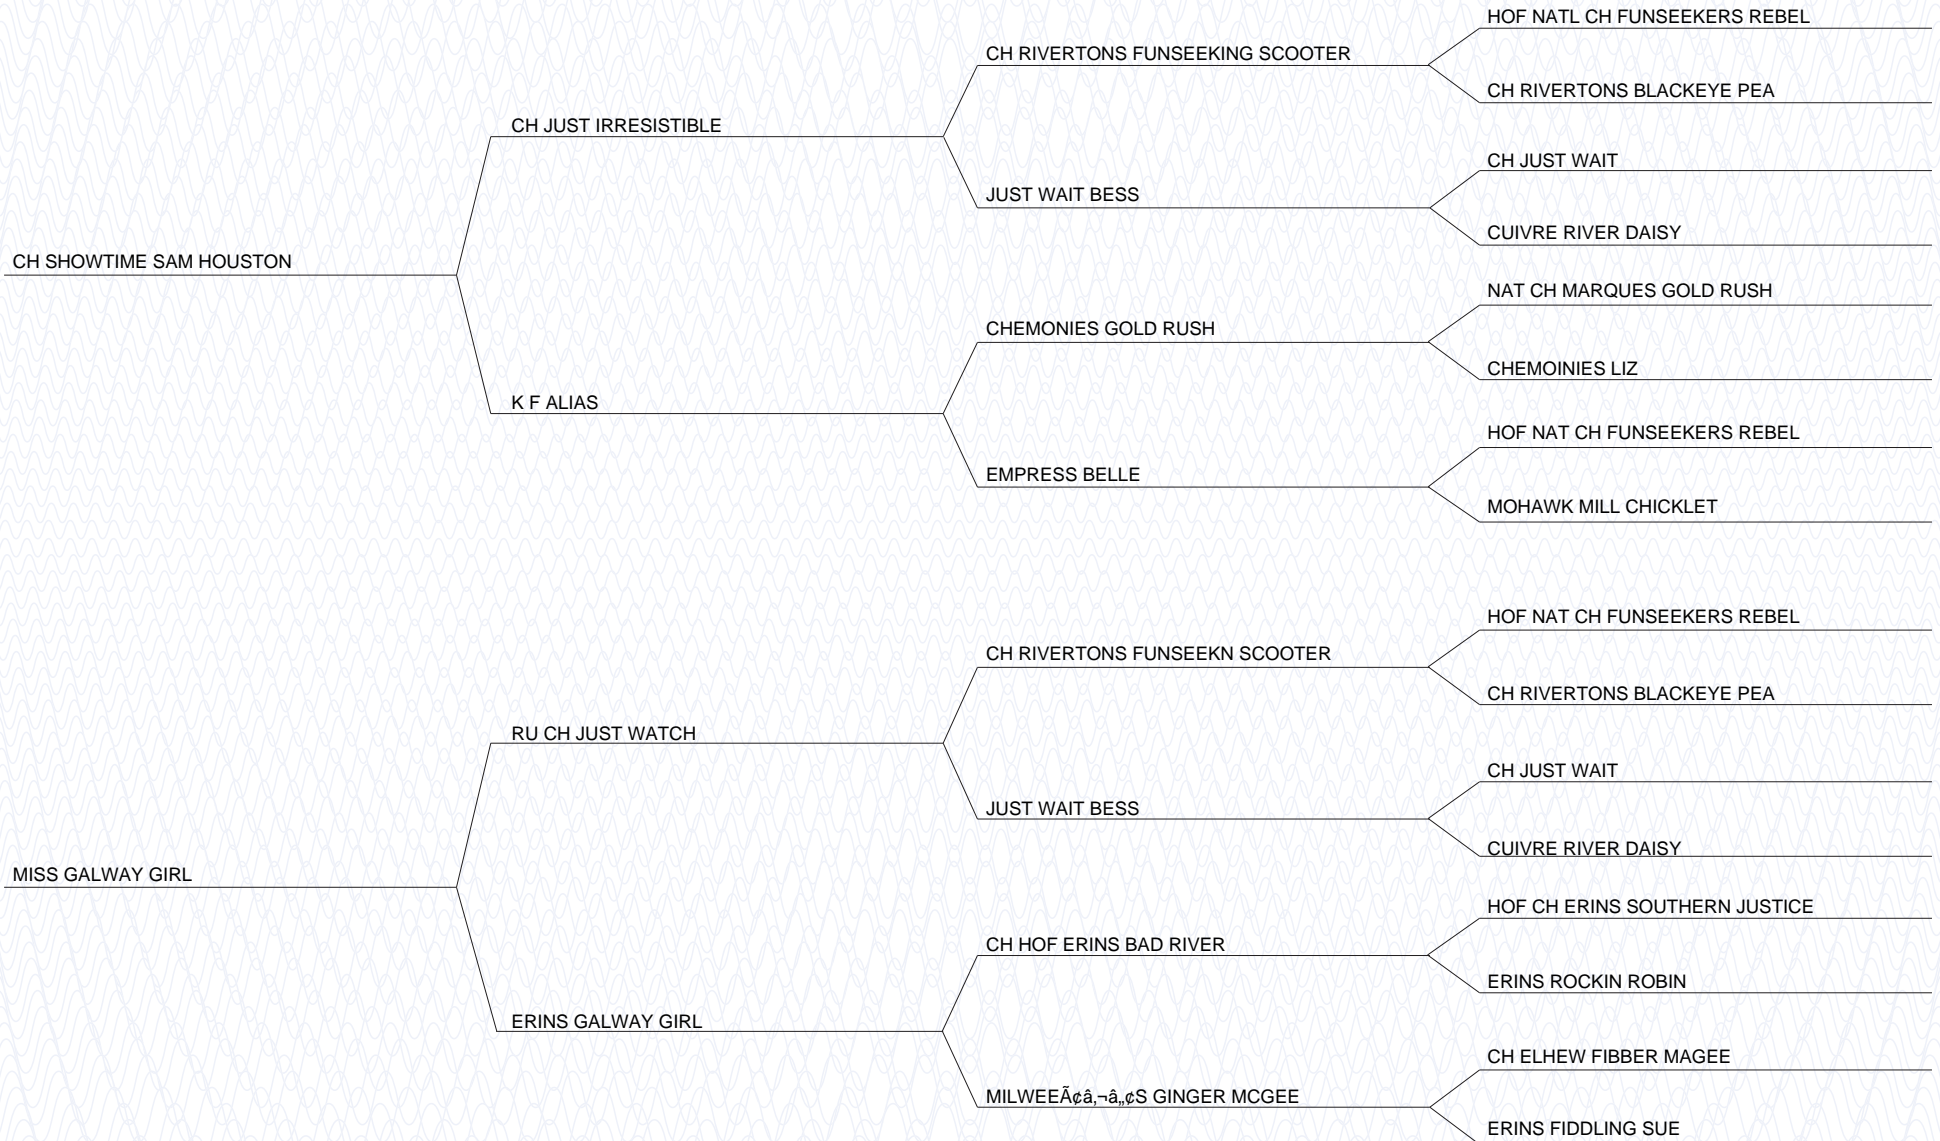 HOF NATL CH FUNSEEKERS REBEL
CH RIVERTONS FUNSEEKING SCOOTER
CH RIVERTONS BLACKEYE PEA
CH JUST IRRESISTIBLE
CH JUST WAIT
JUST WAIT BESS
CUIVRE RIVER DAISY
CH SHOWTIME SAM HOUSTON
NAT CH MARQUES GOLD RUSH
CHEMONIES GOLD RUSH
CHEMOINIES LIZ
K F ALIAS
HOF NAT CH FUNSEEKERS REBEL
EMPRESS BELLE
MOHAWK MILL CHICKLET
HOF NAT CH FUNSEEKERS REBEL
CH RIVERTONS FUNSEEKN SCOOTER
CH RIVERTONS BLACKEYE PEA
RU CH JUST WATCH
CH JUST WAIT
JUST WAIT BESS
CUIVRE RIVER DAISY
MISS GALWAY GIRL
HOF CH ERINS SOUTHERN JUSTICE
CH HOF ERINS BAD RIVER
ERINS ROCKIN ROBIN
ERINS GALWAY GIRL
CH ELHEW FIBBER MAGEE
MILWEEÃ¢â‚¬â„¢S GINGER MCGEE
ERINS FIDDLING SUE